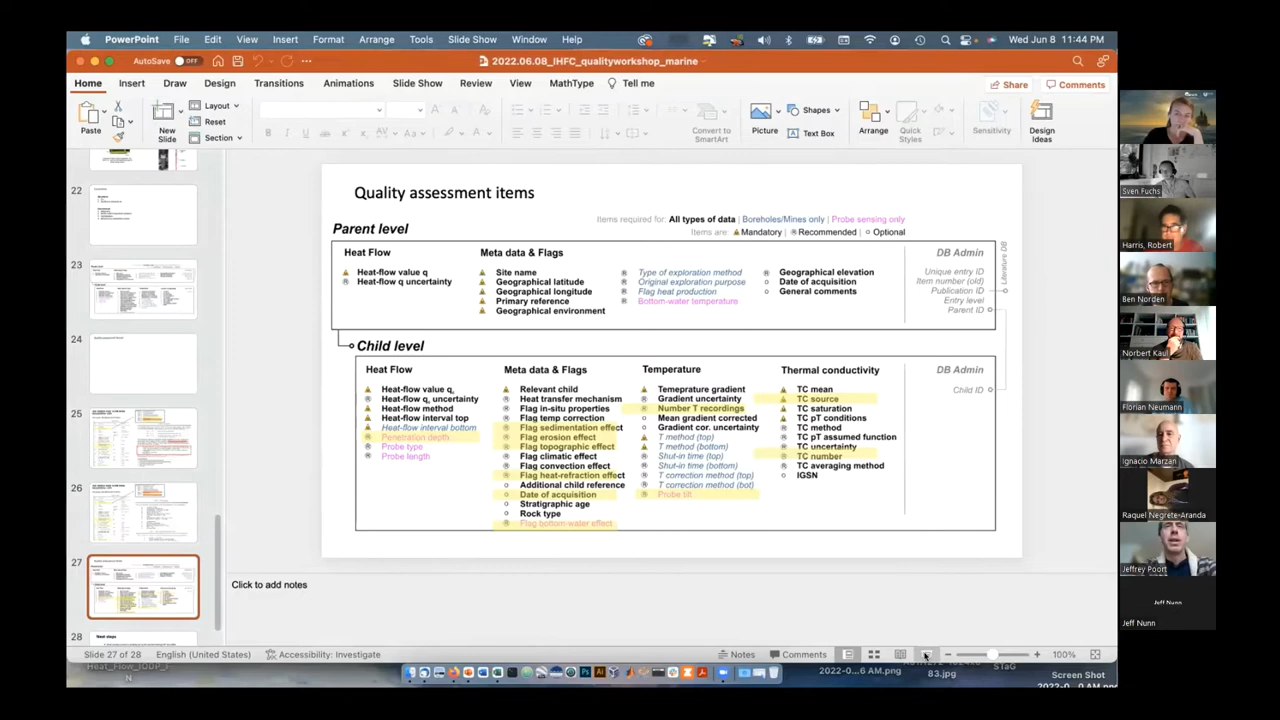 PowerPoint File Edit View Insert Format Arrange Tools Slide Show Window Help Wed Jun 8 11:44 PM
AutoSave OFF 2022.06.08_IHFC_qualityworkshop_marine
Home Insert Draw Design Transitions Animations Slide Show Review View MathType Tell me Share Comments
Paste
New Slide
Layout
Reset
Section
Convert to SmartArt
Picture
Shapes
Text Box
Arrange
Quick Styles
Sensitivity
Design Ideas
22
23
24
25
26
27
28
Next steps
Quality assessment items
Items required for: All types of data | Boreholes/Mines only | Probe sensing only
Items are: Mandatory Recommended Optional
Parent level
Heat Flow
Heat-flow value q
Heat-flow q uncertainty
Meta data & Flags
Site name
Geographical latitude
Geographical longitude
Primary reference
Geographical environment
Type of exploration method
Original exploration purpose
Flag heat production
Bottom-water temperature
Geographical elevation
Date of acquisition
General comments
DB Admin
Unique entry ID
Item number (old)
Publication ID
Entry level
Parent ID
Literature DB
Child level
Heat Flow
Heat-flow value qc
Heat-flow qc uncertainty
Heat-flow method
Heat-flow interval top
Heat-flow interval bottom
Penetration depth
Probe type
Probe length
Meta data & Flags
Relevant child
Heat transfer mechanism
Flag in-situ properties
Flag temp correction
Flag sedimentation effect
Flag erosion effect
Flag topographic effect
Flag climatic effect
Flag convection effect
Flag heat-refraction effect
Additional child reference
Date of acquisition
Stratigraphic age
Rock type
Flag bottom-water effect
Temperature
Temeprature gradient
Gradient uncertainty
Number T recordings
Mean gradient corrected
Gradient cor. uncertainty
T method (top)
T method (bottom)
Shut-in time (top)
Shut-in time (bottom)
T correction method (top)
T correction method (bot)
Probe tilt
Thermal conductivity
TC mean
TC source
TC saturation
TC pT conditions
TC method
TC pT assumed function
TC uncertainty
TC number
TC averaging method
IGSN
DB Admin
Child ID
Click to add notes
Slide 27 of 28 English (United States) Accessibility: Investigate Notes Comments 100%
Heat_Flow_IODP_I
N
2022-0...6 AM.png
83.jpg
STaG
Screen Shot
Sven Fuchs
Harris, Robert
Ben Norden
Norbert Kaul
Florian Neumann
Ignacio Marzan
Raquel Negrete-Aranda
Jeffrey Poort
Jeff Nunn
Jeff Nunn